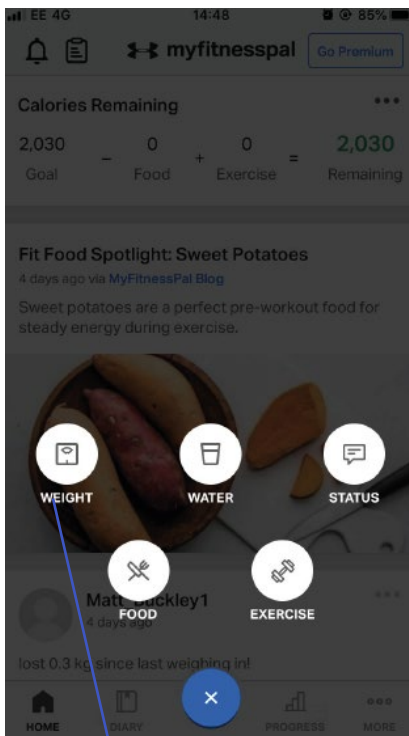 EE 4G 14:48 85%
myfitnesspal Go Premium
Calories Remaining
2,030 - 0 + 0 = 2,030
Goal Food Exercise Remaining
Fit Food Spotlight: Sweet Potatoes
4 days ago via MyFitnessPal Blog
Sweet potatoes are a perfect pre-workout food for
steady energy during exercise.
WEIGHT WATER STATUS
FOOD EXERCISE
Matt_Buckley1
4 days ago
lost 0.3 kg since last weighing in!
HOME DIARY PROGRESS MORE